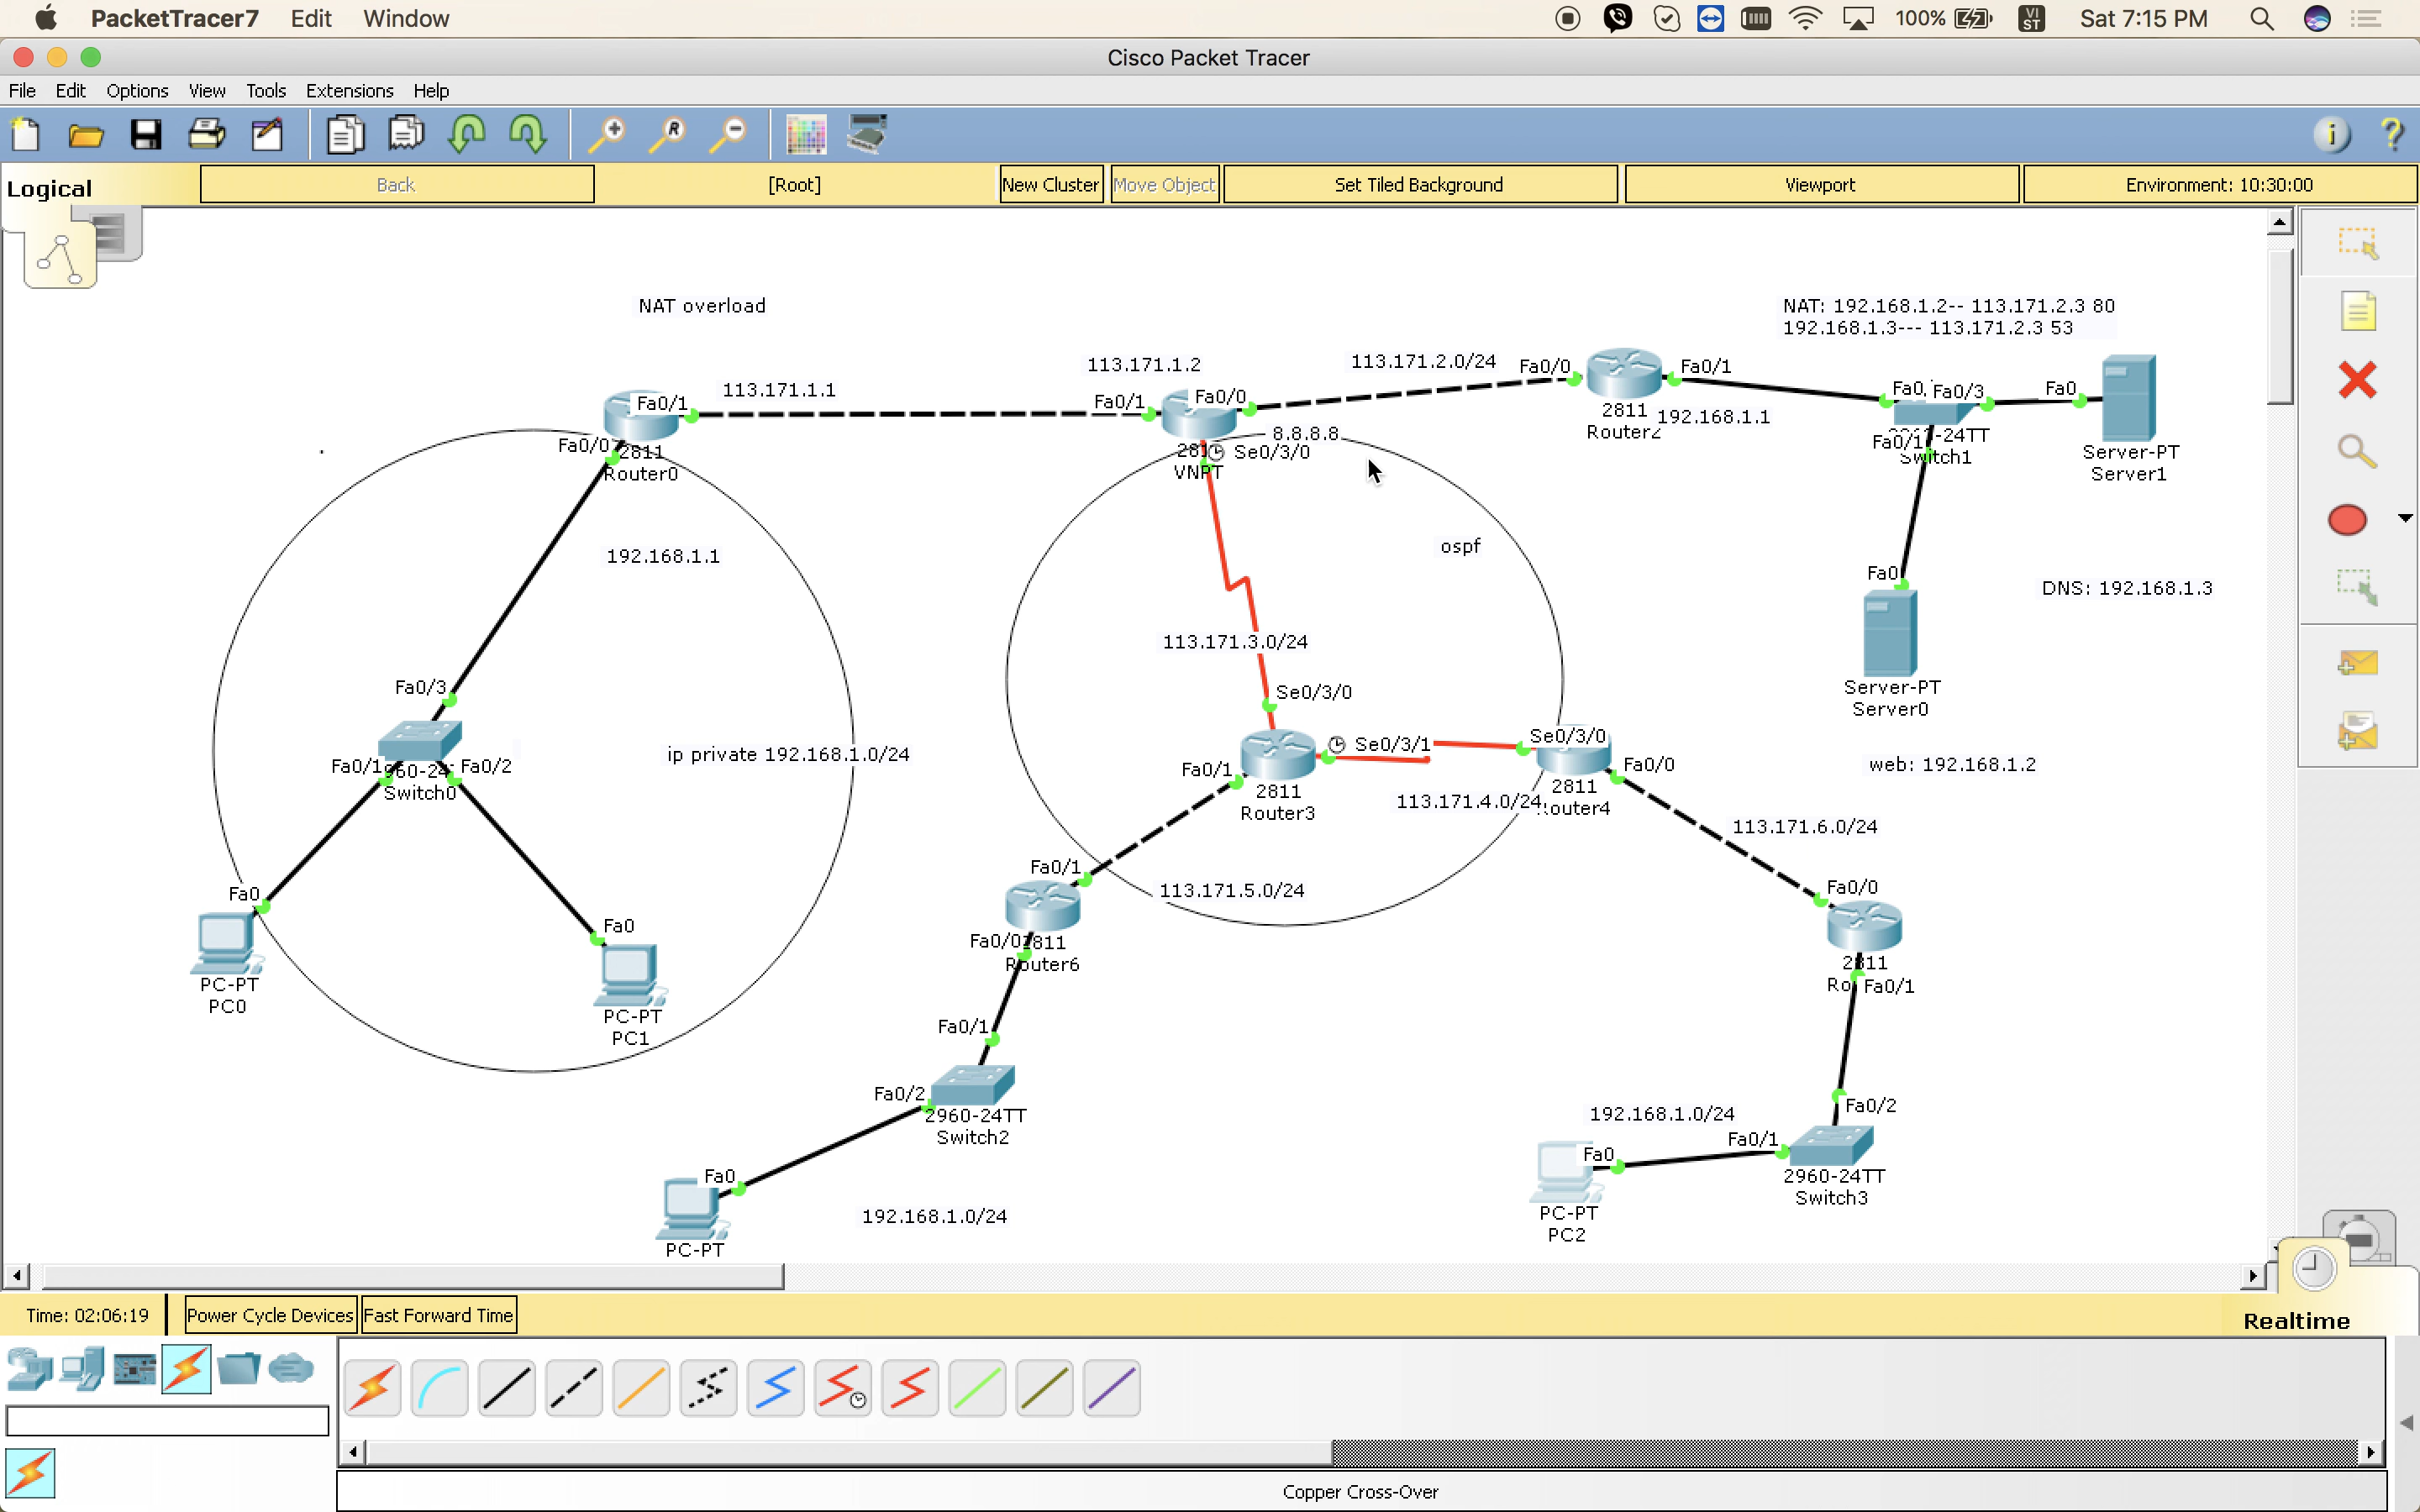 PacketTracer7 Edit Window 100% VI ST Sat 7:15 PM
Cisco Packet Tracer
File Edit Options View Tools Extensions Help
Logical Back [Root] New Cluster Move Object Set Tiled Background Viewport Environment: 10:30:00
NAT overload
NAT: 192.168.1.2-- 113.171.2.3 80
192.168.1.3--- 113.171.2.3 53
113.171.1.2
113.171.2.0/24
Fa0/0
Fa0/1
113.171.1.1
Fa0/1
Fa0/1
Fa0/0
2811
Router2
192.168.1.1
Fa0/3
Fa0
Fa0/0
2811
Router0
8.8.8.8
Se0/3/0
VNPT
Fa0/1
-24TT
Switch1
Server-PT
Server1
192.168.1.1
ospf
Fa0
DNS: 192.168.1.3
113.171.3.0/24
Server-PT
Server0
Fa0/3
Se0/3/0
Se0/3/1
Se0/3/0
ip private 192.168.1.0/24
Fa0/1
Fa0/2
Switch0
Fa0/1
2811
Router3
113.171.4.0/24
2811
outer4
Fa0/0
web: 192.168.1.2
113.171.6.0/24
Fa0/1
113.171.5.0/24
Fa0/0
Fa0
PC-PT
PC0
Fa0
PC-PT
PC1
Fa0/0
2811
Router6
2811
Ro
Fa0/1
Fa0/1
Fa0/2
2960-24TT
Switch2
192.168.1.0/24
Fa0/2
Fa0/1
2960-24TT
Switch3
Fa0
PC-PT
PC2
Fa0
PC-PT
192.168.1.0/24
Time: 02:06:19 Power Cycle Devices Fast Forward Time Realtime
Copper Cross-Over